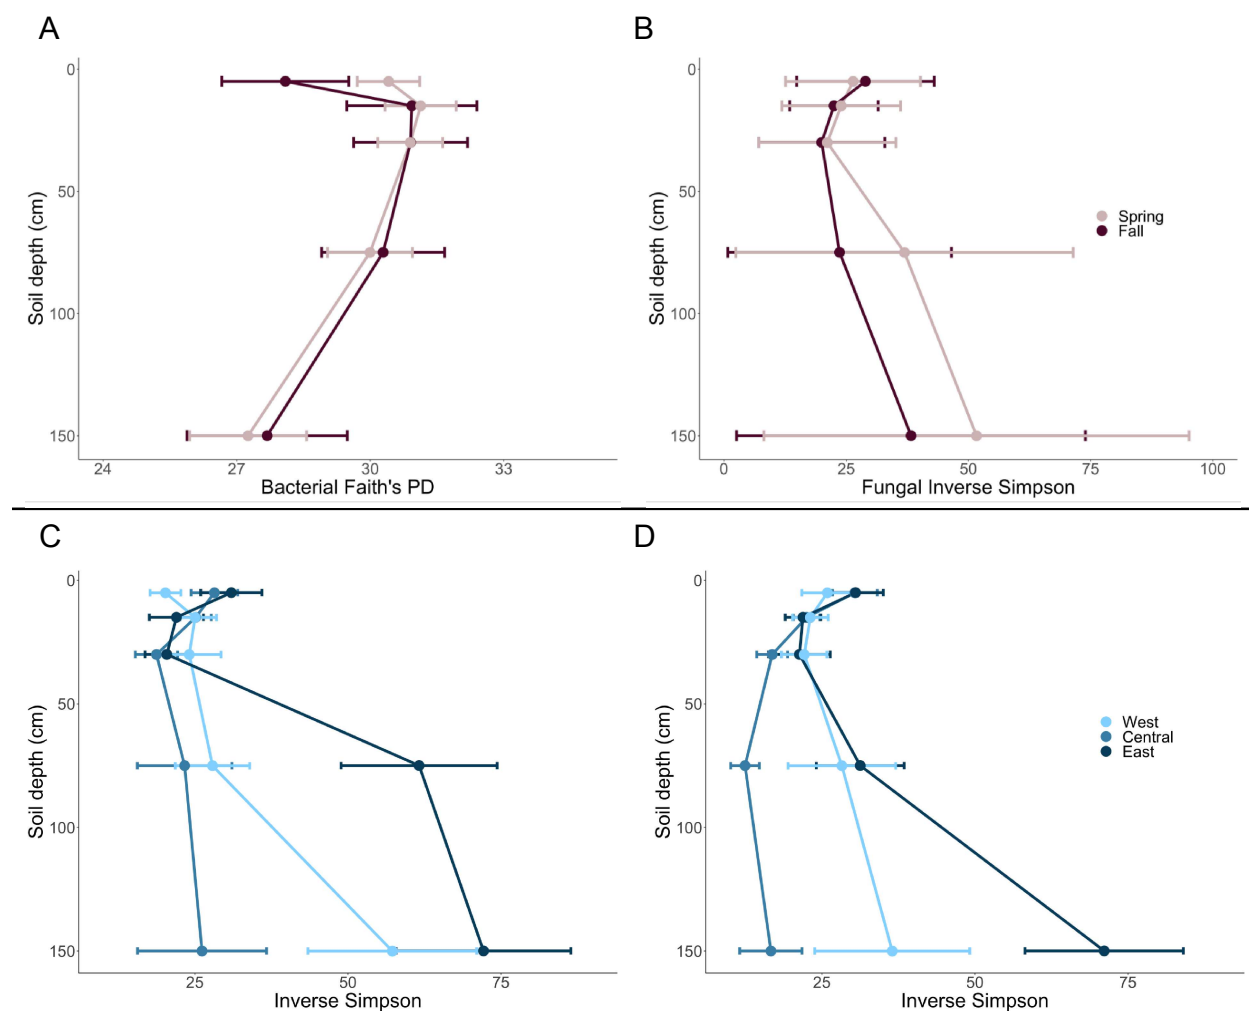 A
0
50
100
150
Soil depth (cm)
24 27 30 33
Bacterial Faith's PD
B
0
50
100
150
Soil depth (cm)
0 25 50 75 100
Fungal Inverse Simpson
Spring
Fall
C
0
50
100
150
Soil depth (cm)
25 50 75
Inverse Simpson
D
0
50
100
150
Soil depth (cm)
25 50 75
Inverse Simpson
West
Central
East